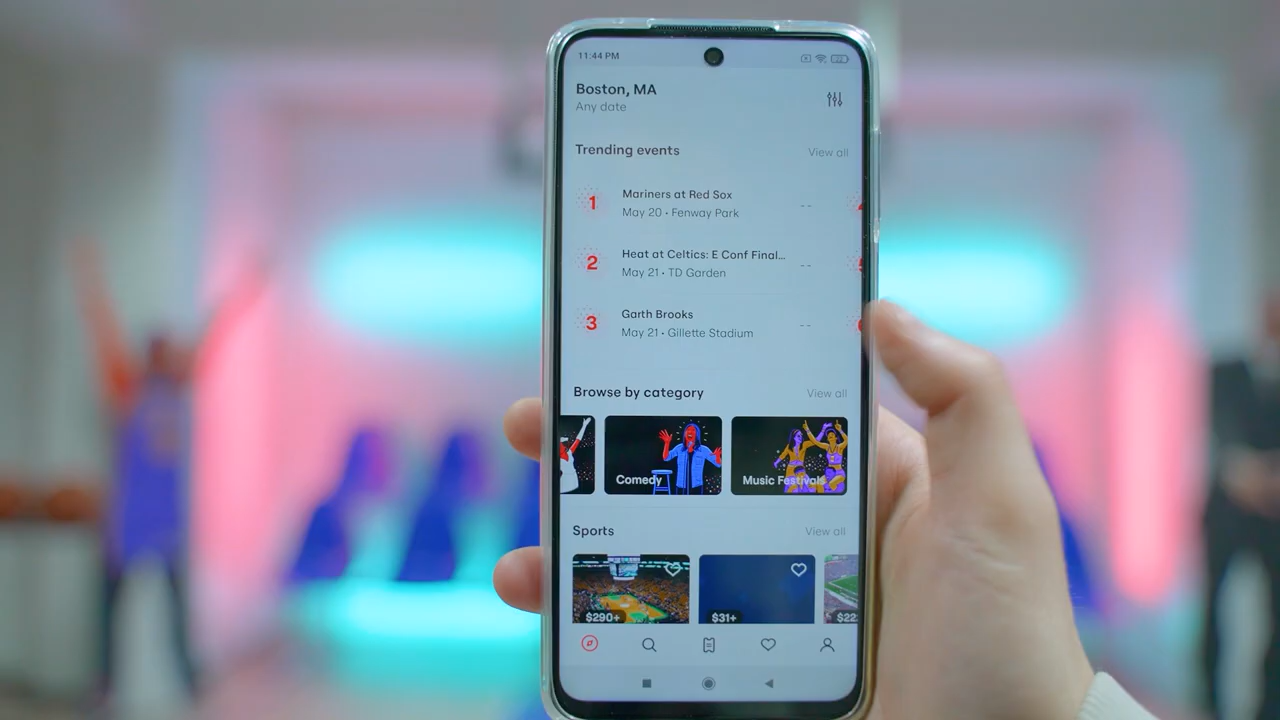 11:44 PM
Boston, MA
Any date
Trending events
View all
1
Mariners at Red Sox
May 20 • Fenway Park
--
2
Heat at Celtics: E Conf Final...
May 21 • TD Garden
--
3
Garth Brooks
May 21 • Gillette Stadium
--
Browse by category
View all
Comedy
Music Festivals
Sports
View all
$290+
$31+
$22